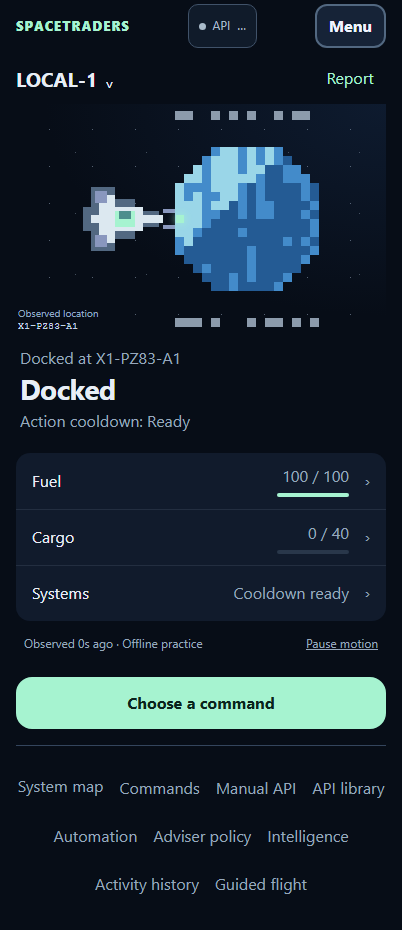 SPACETRADERS
API ...
Menu
LOCAL-1 v
Report
Observed location
X1-PZ83-A1
Docked at X1-PZ83-A1
Docked
Action cooldown: Ready
Fuel 100 / 100 ›
Cargo 0 / 40 ›
Systems Cooldown ready ›
Observed 0s ago · Offline practice
Pause motion
Choose a command
System map Commands Manual API API library
Automation Adviser policy Intelligence
Activity history Guided flight